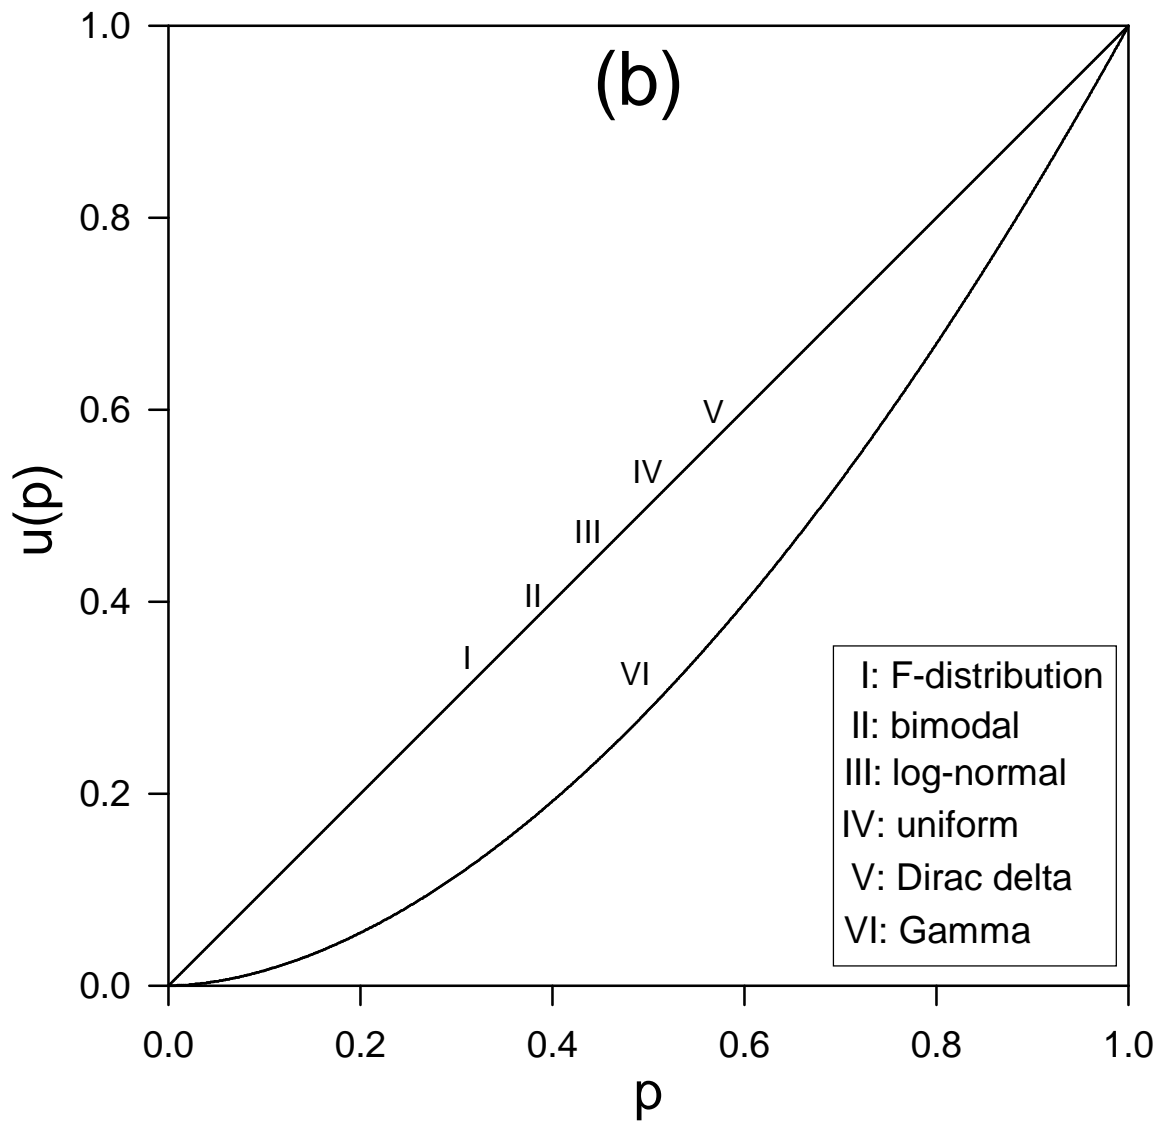 (b)
1.0
0.8
0.6
0.4
0.2
0.0
u(p)
V
IV
III
II
I
VI
I: F-distribution
II: bimodal
III: log-normal
IV: uniform
V: Dirac delta
VI: Gamma
0.0 0.2 0.4 0.6 0.8 1.0
p